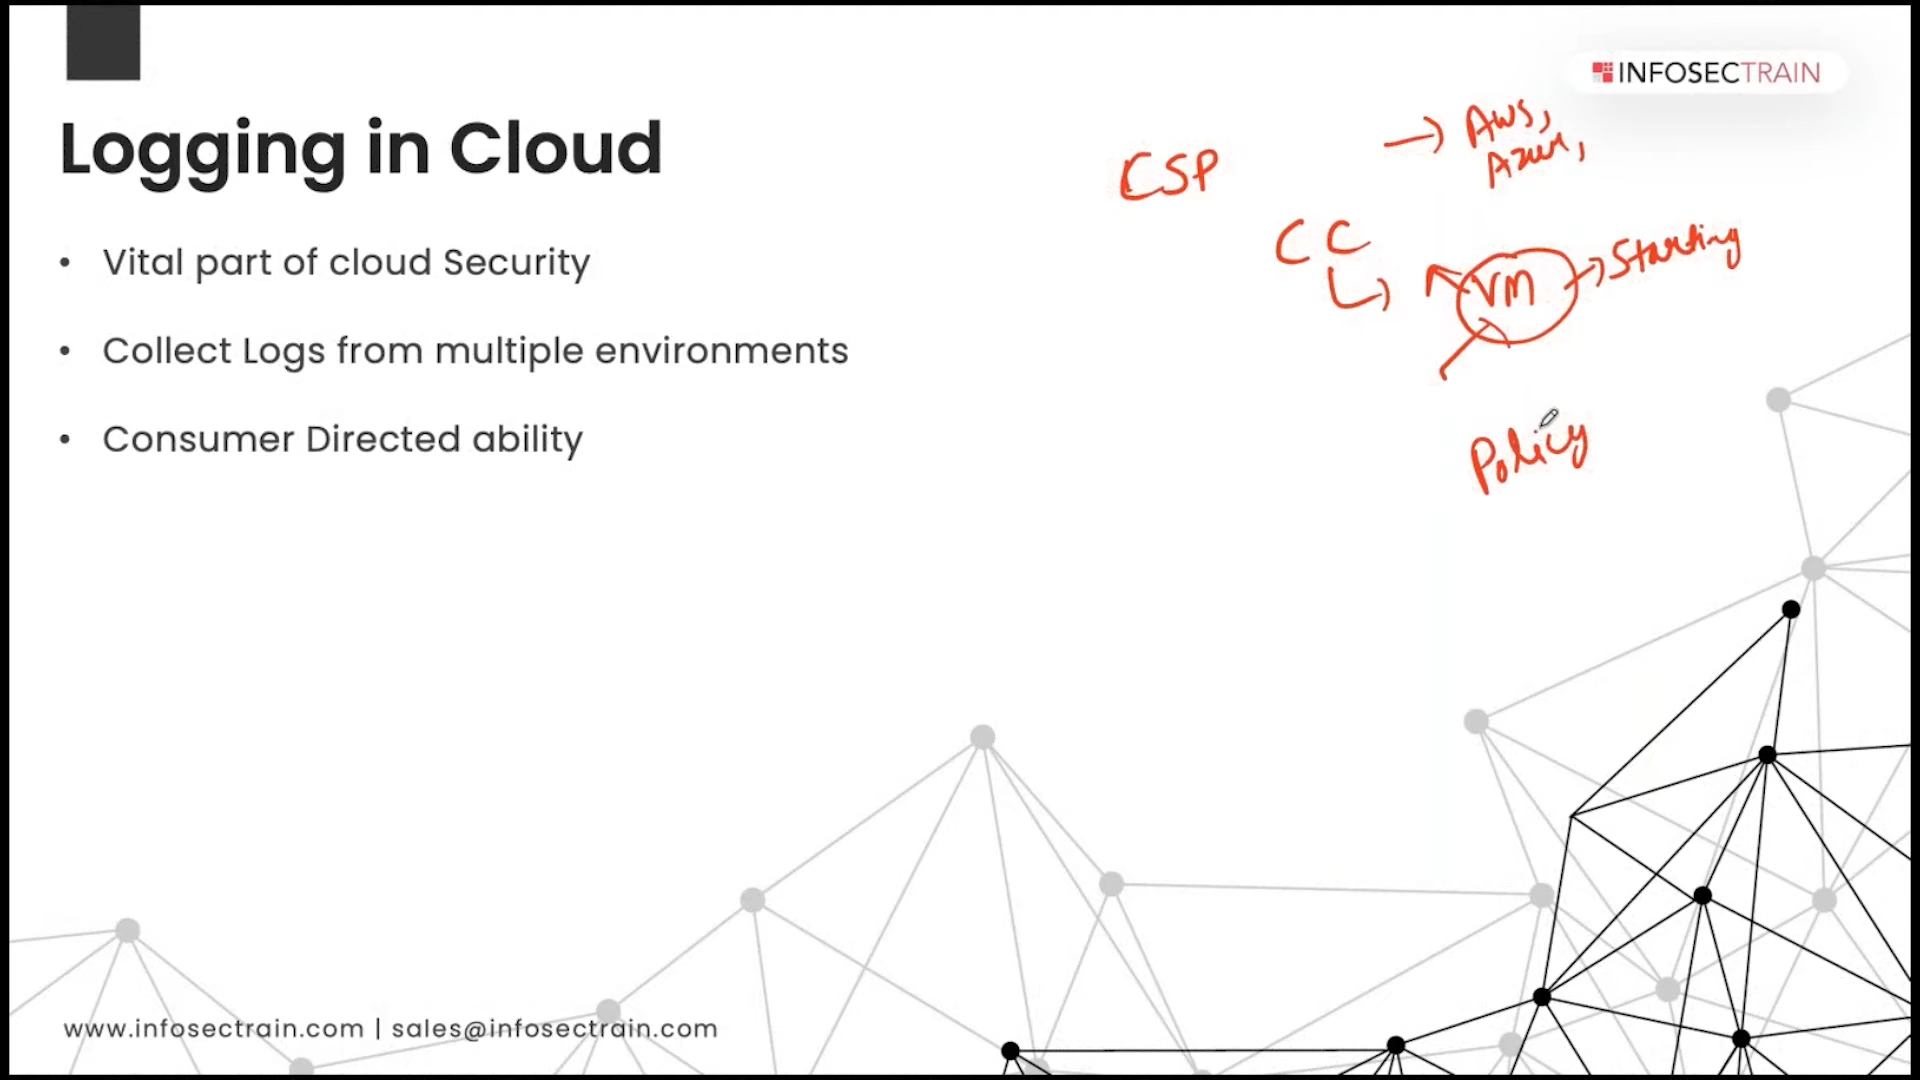 INFOSECTRAIN
Logging in Cloud
CSP
→ AWS,
Azure,
CC
VM → Starting
• Vital part of cloud Security
• Collect Logs from multiple environments
• Consumer Directed ability
Policy
www.infosectrain.com | sales@infosectrain.com